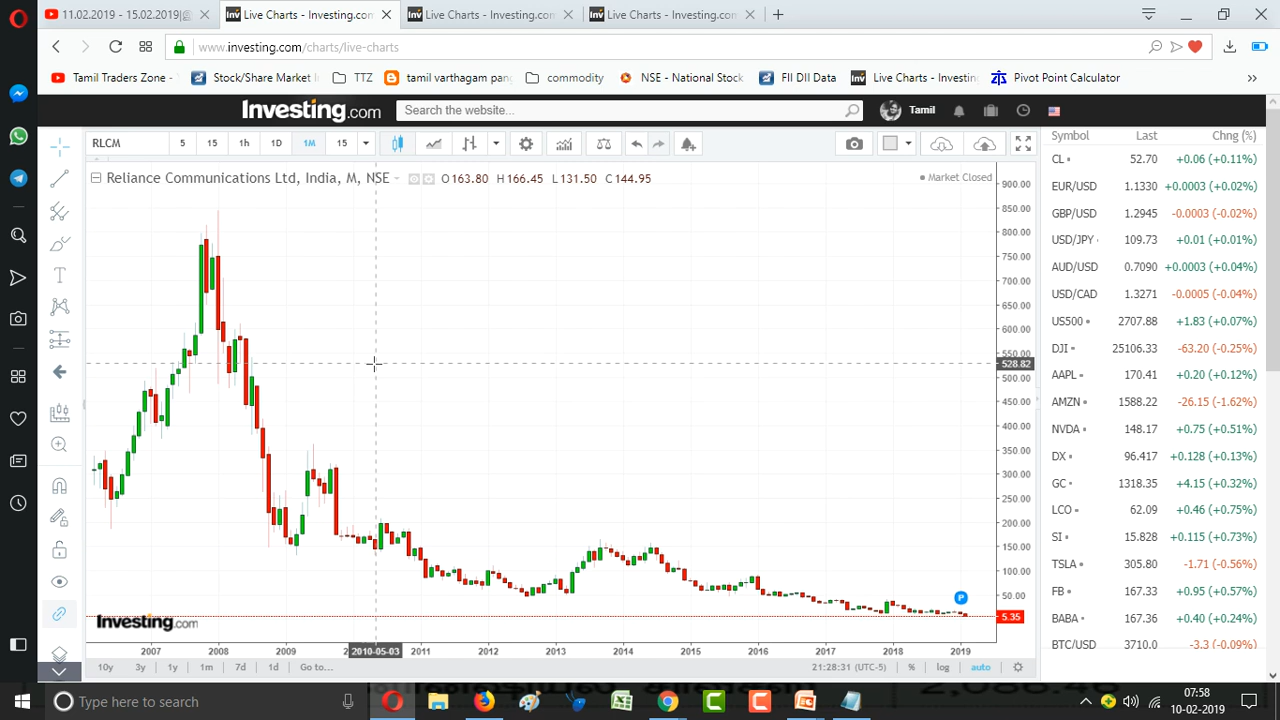 11.02.2019 - 15.02.2019|@
Live Charts - Investing.com
Live Charts - Investing.com
Live Charts - Investing.com
www.investing.com/charts/live-charts
Tamil Traders Zone -
Stock/Share Market I
TTZ
tamil varthagam pang
commodity
NSE - National Stock
FII DII Data
Live Charts - Investin
Pivot Point Calculator
Investing.com
Search the website...
Tamil
RLCM
5
15
1h
1D
1M
15
Reliance Communications Ltd, India, M, NSE
O163.80 H166.45 L131.50 C144.95
Market Closed
900.00
850.00
800.00
750.00
700.00
650.00
600.00
550.00
528.82
500.00
450.00
400.00
350.00
300.00
250.00
200.00
150.00
100.00
50.00
P
5.35
Investing.com
2007
2008
2009
2010-05-03
2011
2012
2013
2014
2015
2016
2017
2018
2019
10y
3y
1y
1m
7d
1d
Go to...
21:28:31 (UTC-5)
%
log
auto
Symbol Last Chng (%)
CL 52.70 +0.06 (+0.11%)
EUR/USD 1.1330 +0.0003 (+0.02%)
GBP/USD 1.2945 -0.0003 (-0.02%)
USD/JPY 109.73 +0.01 (+0.01%)
AUD/USD 0.7090 +0.0003 (+0.04%)
USD/CAD 1.3271 -0.0005 (-0.04%)
US500 2707.88 +1.83 (+0.07%)
DJI 25106.33 -63.20 (-0.25%)
AAPL 170.41 +0.20 (+0.12%)
AMZN 1588.22 -26.15 (-1.62%)
NVDA 148.17 +0.75 (+0.51%)
DX 96.417 +0.128 (+0.13%)
GC 1318.35 +4.15 (+0.32%)
LCO 62.09 +0.46 (+0.75%)
SI 15.828 +0.115 (+0.73%)
TSLA 305.80 -1.71 (-0.56%)
FB 167.33 +0.95 (+0.57%)
BABA 167.36 +0.40 (+0.24%)
BTC/USD 3710.0 -3.3 (-0.09%)
Type here to search
07:58
10-02-2019